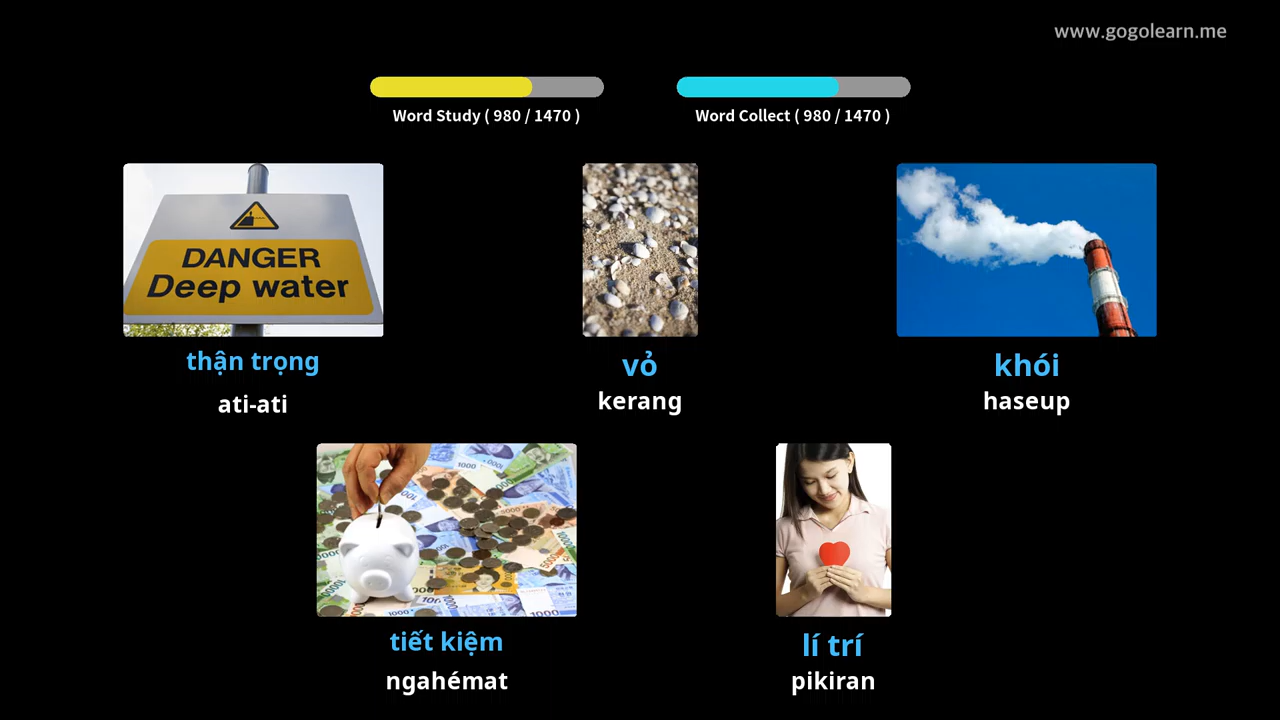 www.gogolearn.me
Word Study ( 980 / 1470 )
Word Collect ( 980 / 1470 )
DANGER
Deep water
thận trọng
ati-ati
vỏ
kerang
khói
haseup
tiết kiệm
ngahémat
lí trí
pikiran